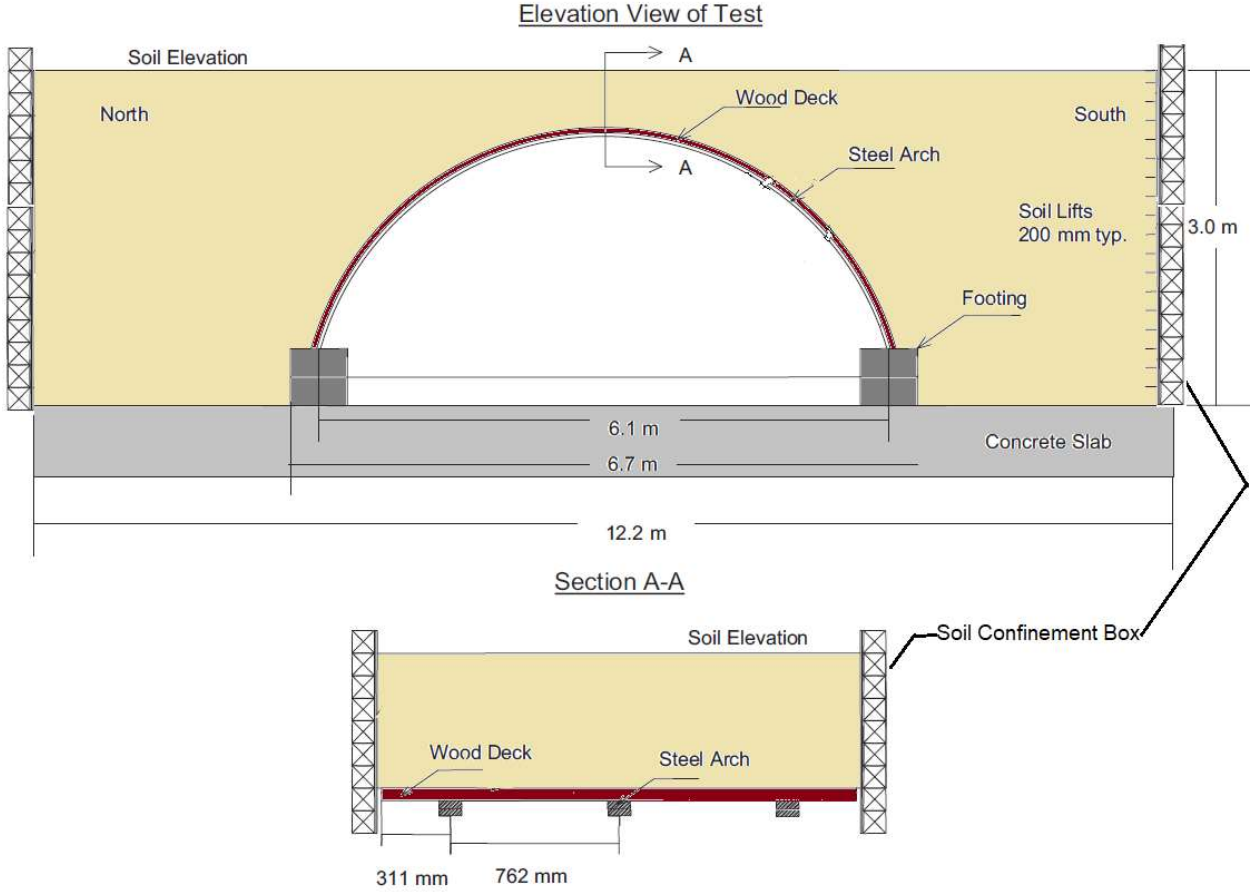 Elevation View of Test
Soil Elevation
A
North
Wood Deck
South
A
Steel Arch
Soil Lifts
200 mm typ.
3.0 m
Footing
6.1 m
Concrete Slab
6.7 m
12.2 m
Section A-A
Soil Elevation
Soil Confinement Box
Wood Deck
Steel Arch
311 mm
762 mm